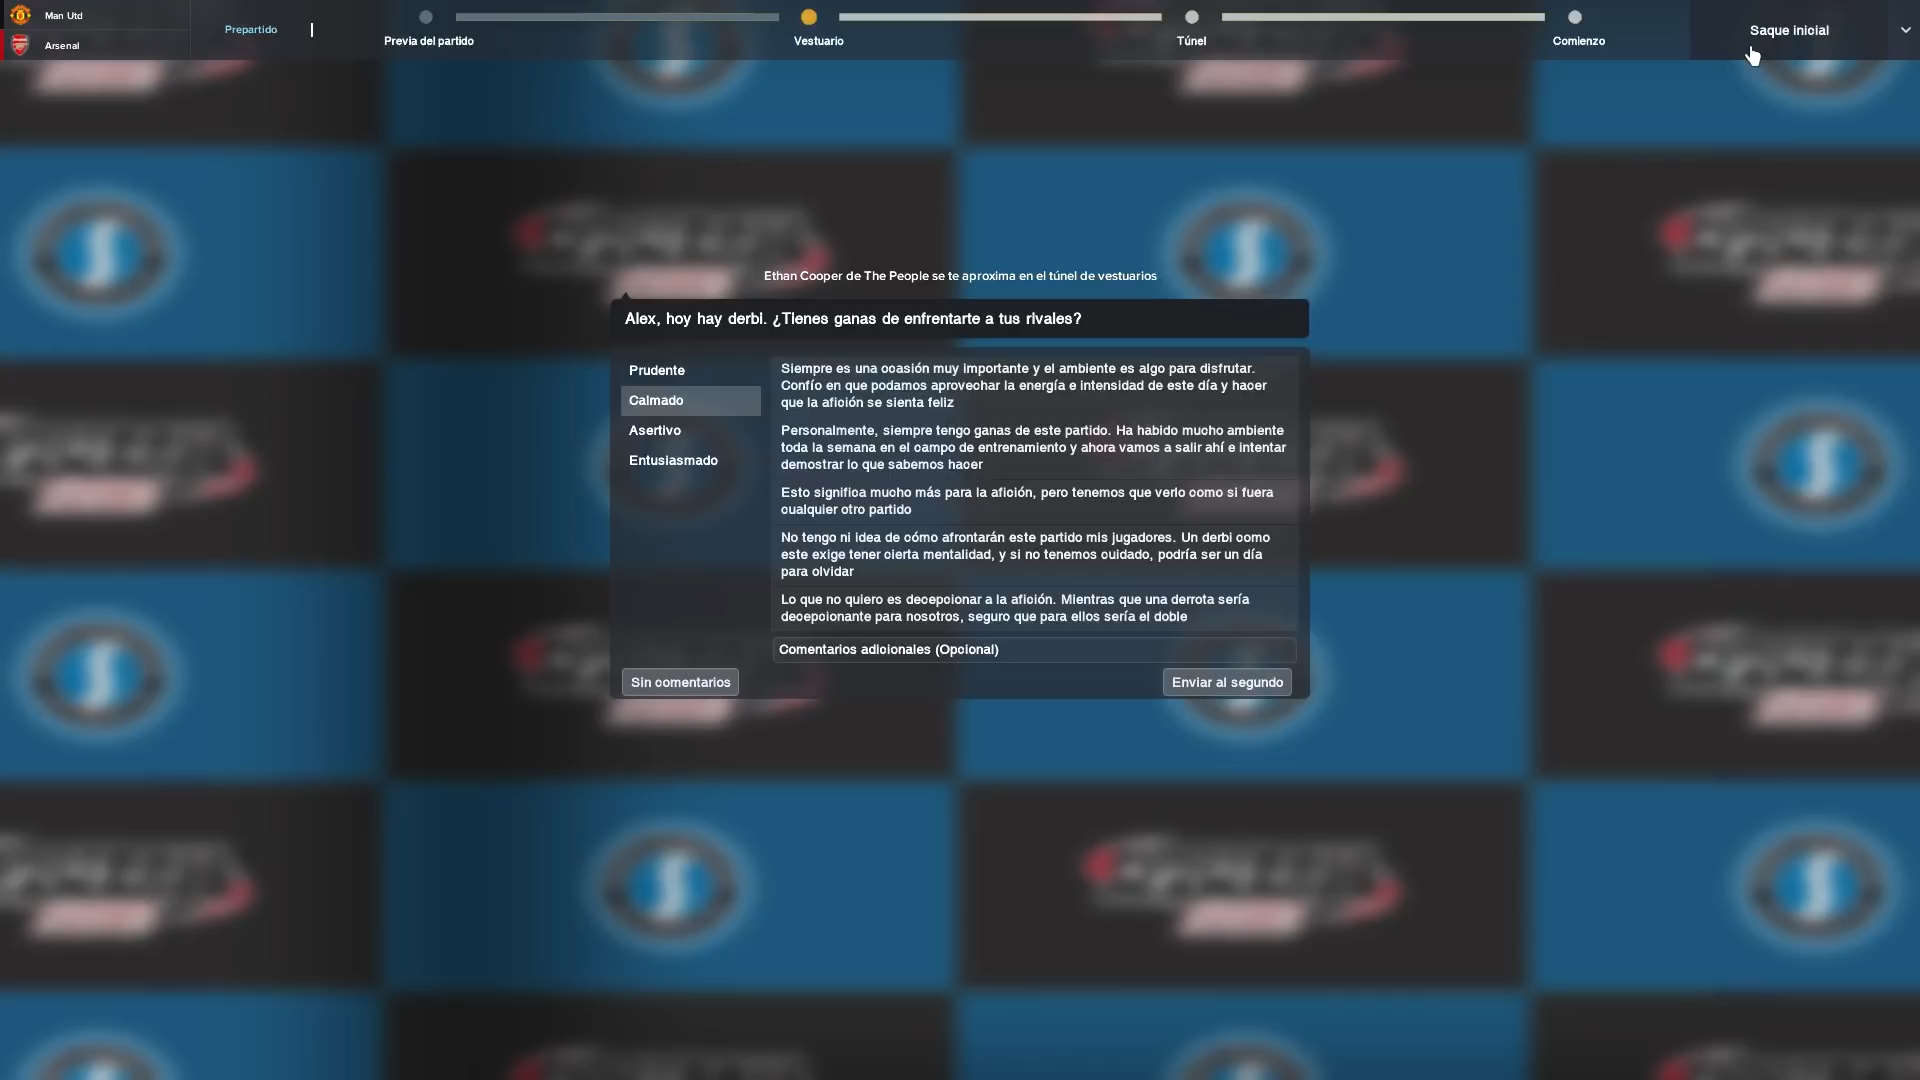 Man Utd
Arsenal
Prepartido
Previa del partido
Vestuario
Túnel
Comienzo
Saque inicial
Ethan Cooper de The People se te aproxima en el túnel de vestuarios
Alex, hoy hay derbi. ¿Tienes ganas de enfrentarte a tus rivales?
Prudente
Calmado
Asertivo
Entusiasmado
Siempre es una ocasión muy importante y el ambiente es algo para disfrutar.
Confío en que podamos aprovechar la energía e intensidad de este día y hacer
que la afición se sienta feliz
Personalmente, siempre tengo ganas de este partido. Ha habido mucho ambiente
toda la semana en el campo de entrenamiento y ahora vamos a salir ahí e intentar
demostrar lo que sabemos hacer
Esto significa mucho más para la afición, pero tenemos que verlo como si fuera
cualquier otro partido
No tengo ni idea de cómo afrontarán este partido mis jugadores. Un derbi como
este exige tener cierta mentalidad, y si no tenemos cuidado, podría ser un día
para olvidar
Lo que no quiero es decepcionar a la afición. Mientras que una derrota sería
decepcionante para nosotros, seguro que para ellos sería el doble
Comentarios adicionales (Opcional)
Sin comentarios
Enviar al segundo